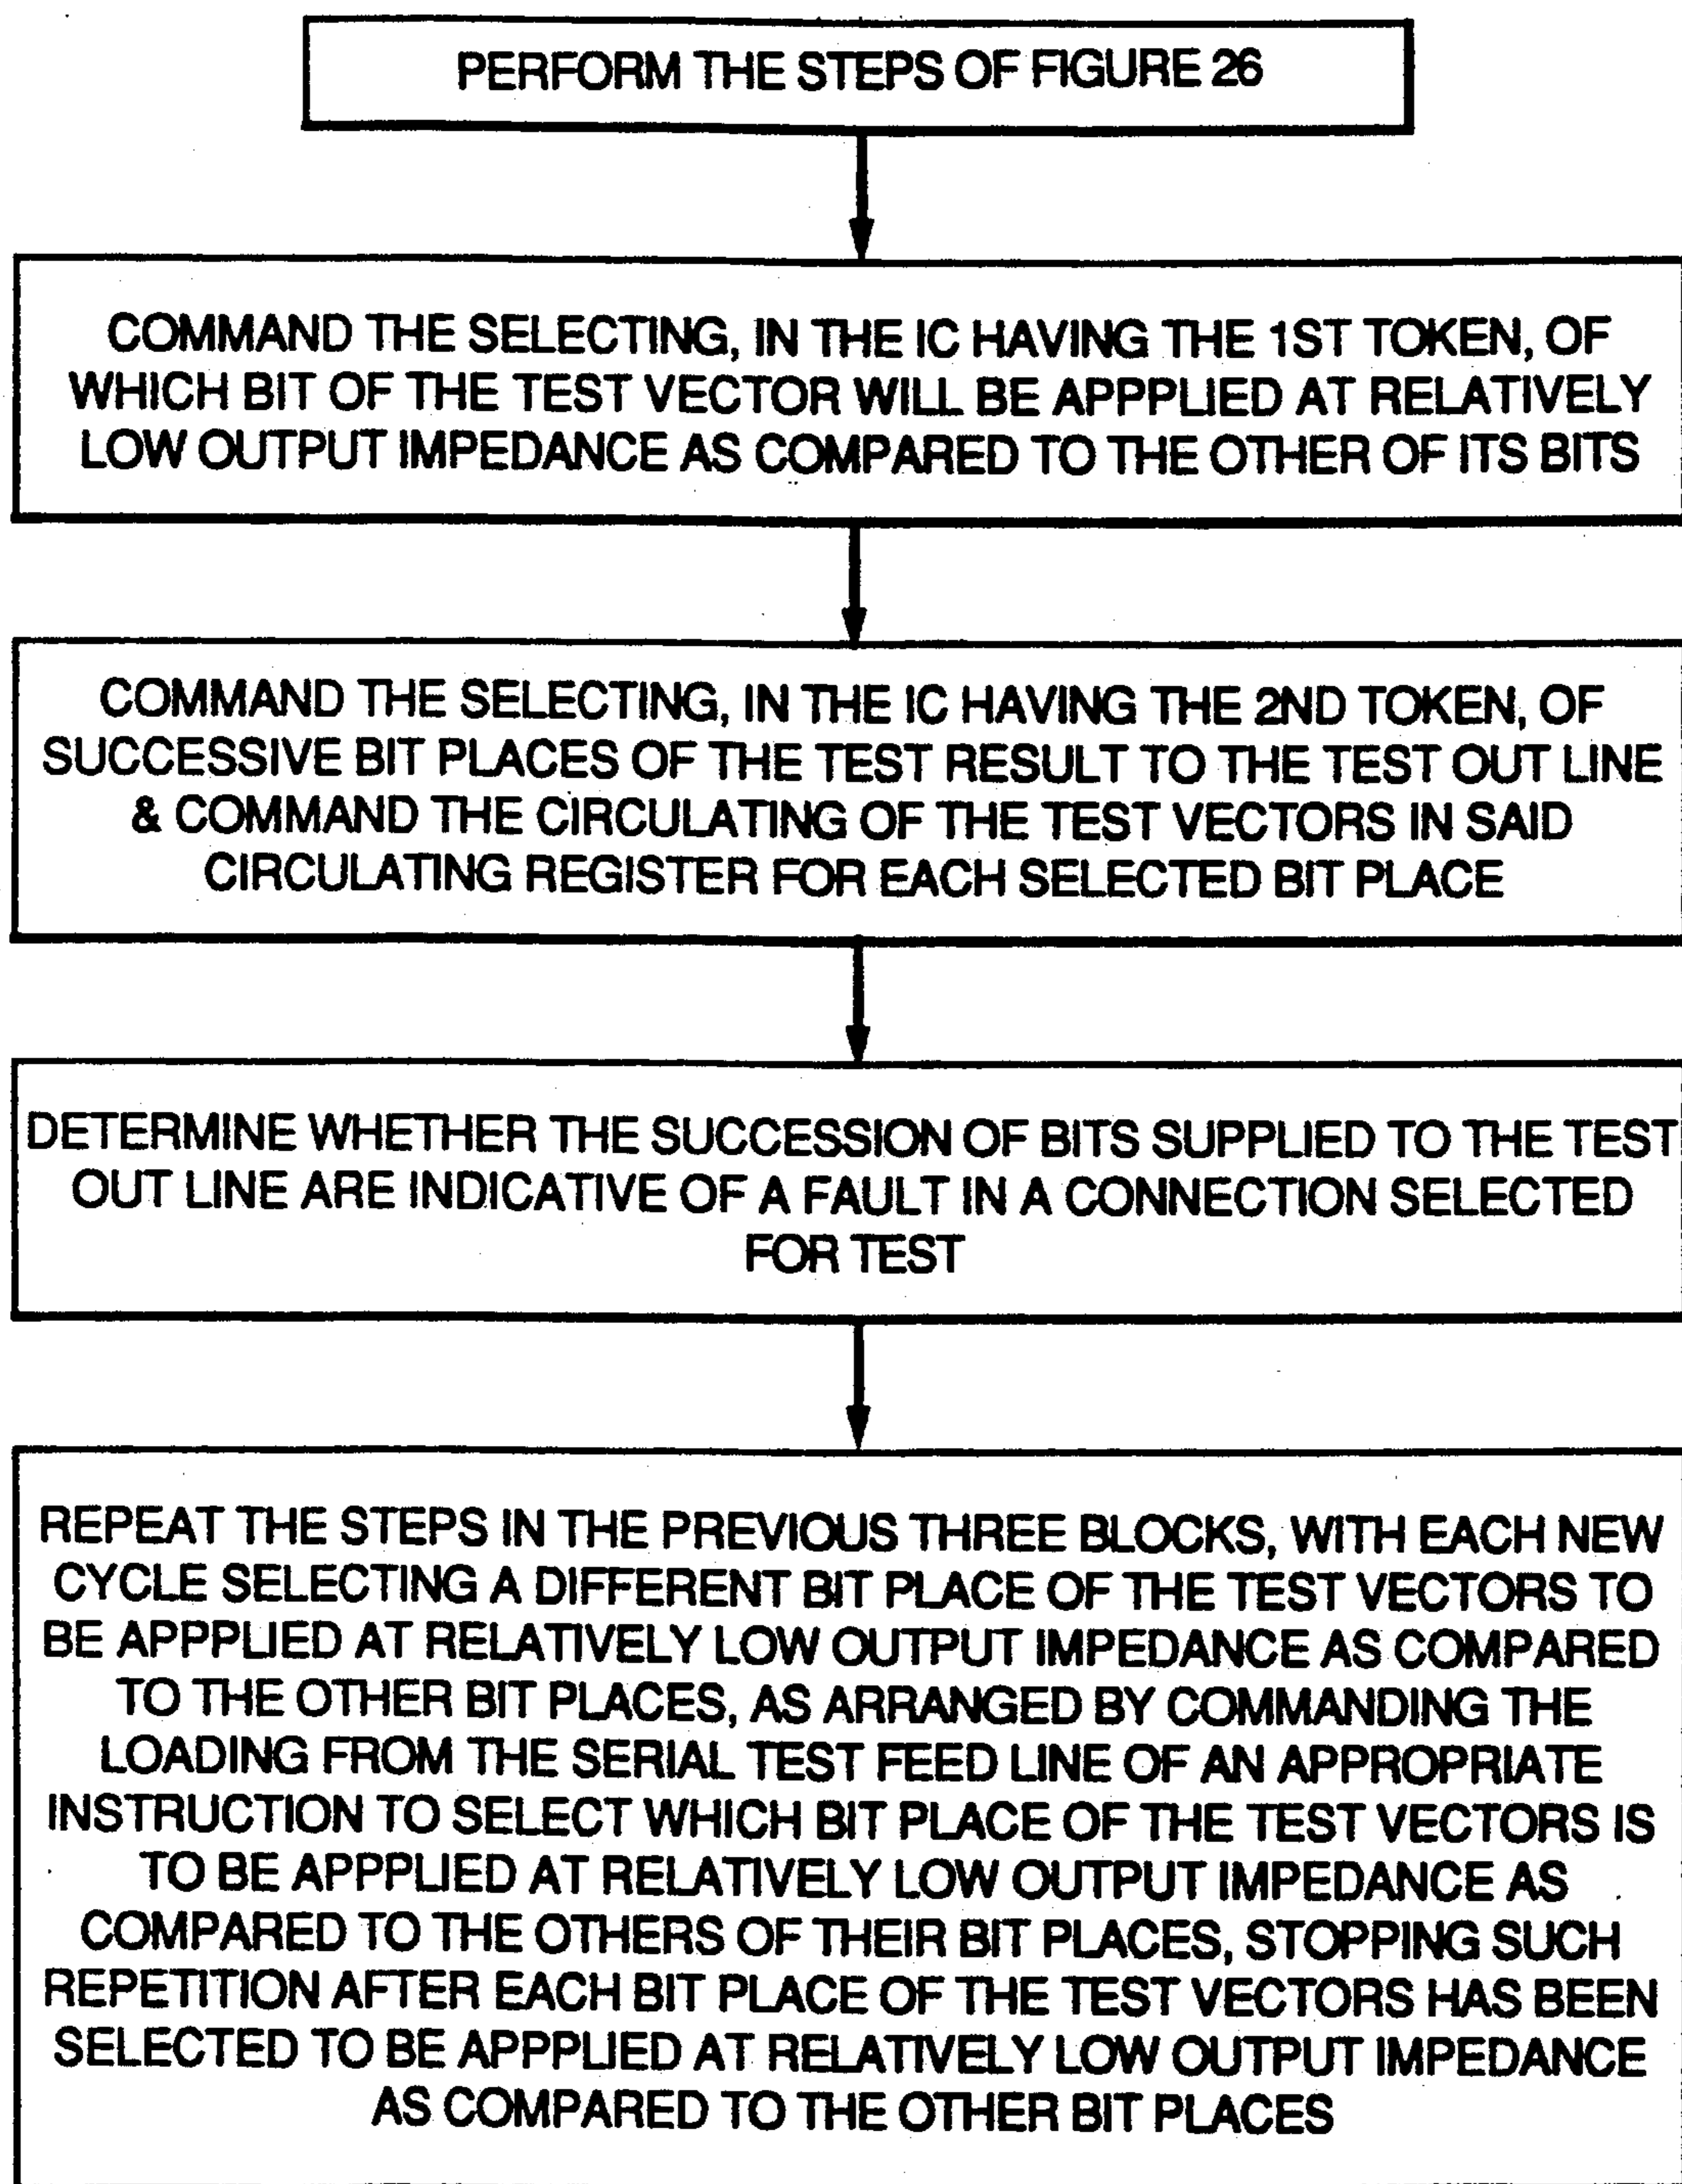 PERFORM THE STEPS OF FIGURE 26
COMMAND THE SELECTING, IN THE IC HAVING THE 1ST TOKEN, OF
WHICH BIT OF THE TEST VECTOR WILL BE APPPLIED AT RELATIVELY
LOW OUTPUT IMPEDANCE AS COMPARED TO THE OTHER OF ITS BITS
COMMAND THE SELECTING, IN THE IC HAVING THE 2ND TOKEN, OF
SUCCESSIVE BIT PLACES OF THE TEST RESULT TO THE TEST OUT LINE
& COMMAND THE CIRCULATING OF THE TEST VECTORS IN SAID
CIRCULATING REGISTER FOR EACH SELECTED BIT PLACE
DETERMINE WHETHER THE SUCCESSION OF BITS SUPPLIED TO THE TEST
OUT LINE ARE INDICATIVE OF A FAULT IN A CONNECTION SELECTED
FOR TEST
REPEAT THE STEPS IN THE PREVIOUS THREE BLOCKS, WITH EACH NEW
CYCLE SELECTING A DIFFERENT BIT PLACE OF THE TEST VECTORS TO
BE APPPLIED AT RELATIVELY LOW OUTPUT IMPEDANCE AS COMPARED
TO THE OTHER BIT PLACES, AS ARRANGED BY COMMANDING THE
LOADING FROM THE SERIAL TEST FEED LINE OF AN APPROPRIATE
INSTRUCTION TO SELECT WHICH BIT PLACE OF THE TEST VECTORS IS
TO BE APPPLIED AT RELATIVELY LOW OUTPUT IMPEDANCE AS
COMPARED TO THE OTHERS OF THEIR BIT PLACES, STOPPING SUCH
REPETITION AFTER EACH BIT PLACE OF THE TEST VECTORS HAS BEEN
SELECTED TO BE APPPLIED AT RELATIVELY LOW OUTPUT IMPEDANCE
AS COMPARED TO THE OTHER BIT PLACES